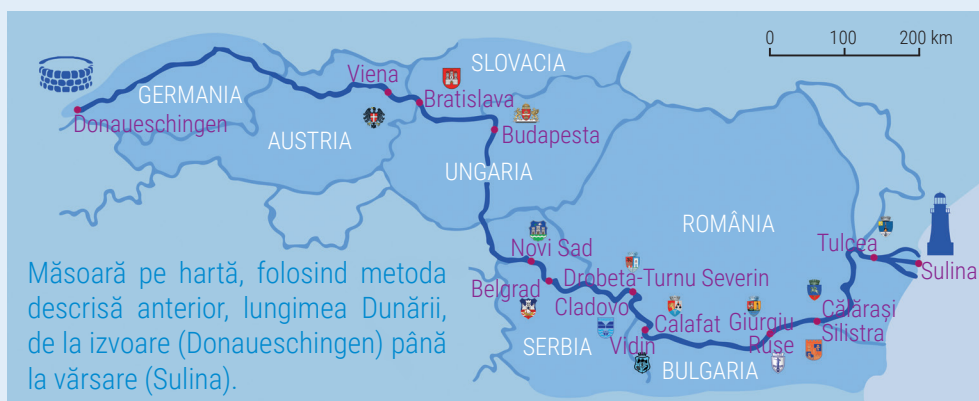 0 100 200 km
SLOVACIA
Viena
GERMANIA
Bratislava
Donaueschingen
Budapesta
AUSTRIA
UNGARIA
ROMÂNIA
Novi Sad
Tulcea
Sulina
Drobeta-Turnu Severin
Belgrad
Cladovo
Călărași
Calafat
Giurgiu
Silistra
SERBIA
Vidin
Ruse
BULGARIA
Măsoară pe hartă, folosind metoda
descrisă anterior, lungimea Dunării,
de la izvoare (Donaueschingen) până
la vărsare (Sulina).